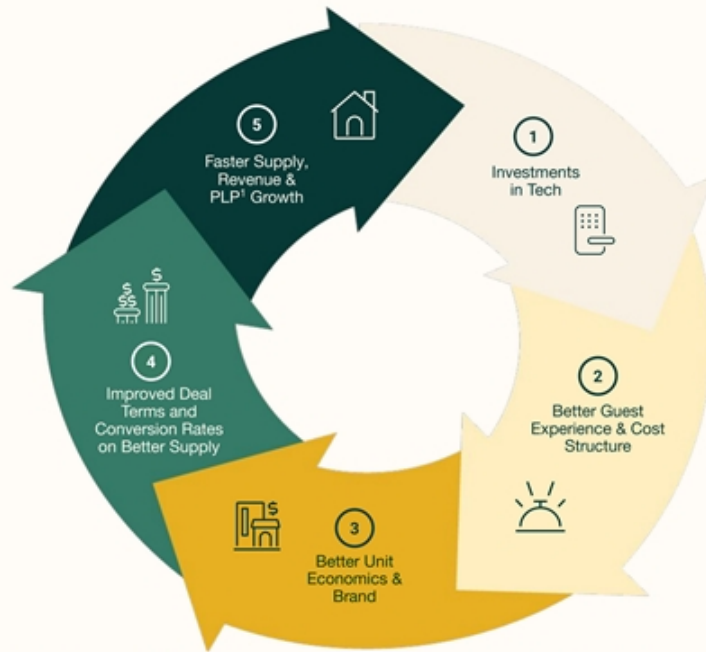 1
Investments
in Tech
2
Better Guest
Experience & Cost
Structure
3
Better Unit
Economics &
Brand
$
4
Improved Deal
Terms and
Conversion Rates
on Better Supply
$
$
$$
5
Faster Supply,
Revenue &
PLP¹ Growth